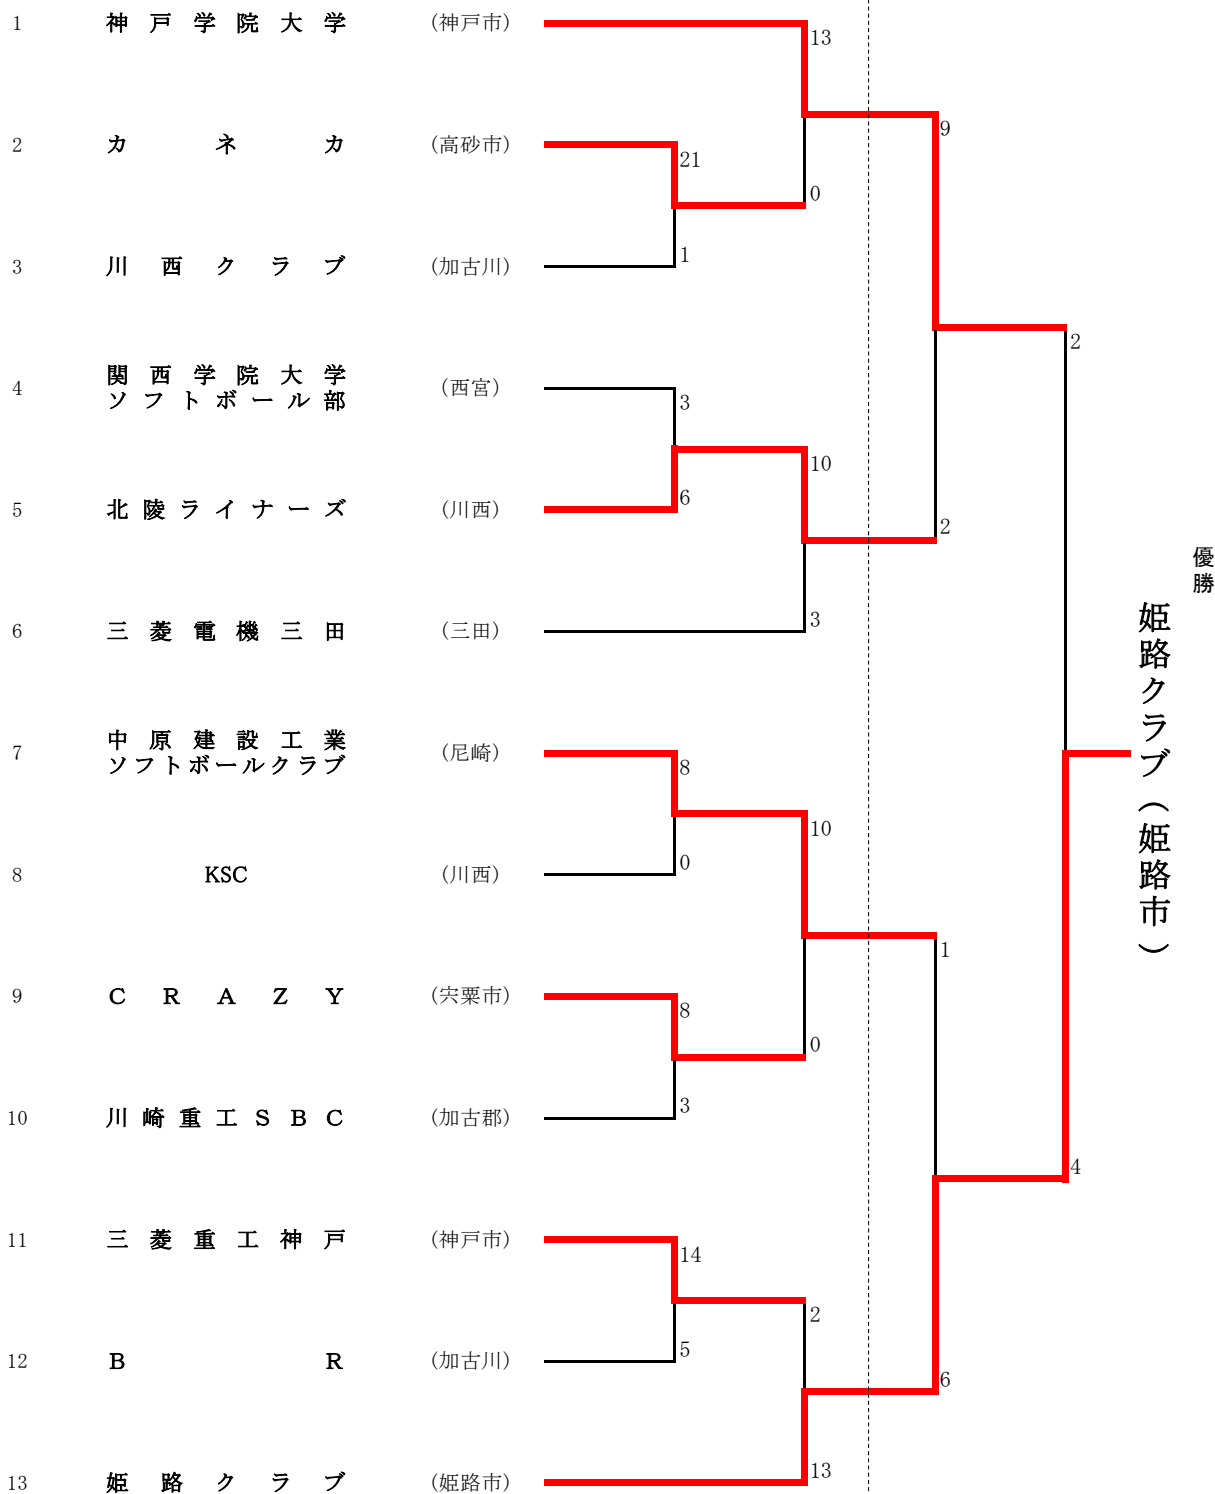 1 神戸学院大学 (神戸市)
13
9
2 カネカ (高砂市)
21
0
3 川西クラブ (加古川)
1
2
4 関西学院大学
ソフトボール部 (西宮)
3
10
5 北陵ライナーズ (川西)
6
2
6 三菱電機三田 (三田)
3
優勝
姫路クラブ(姫路市)
7 中原建設工業
ソフトボールクラブ (尼崎)
8
10
8 KSC (川西)
0
1
9 CRAZY (宍粟市)
8
0
10 川崎重工SBC (加古郡)
3
4
11 三菱重工神戸 (神戸市)
14
2
12 BR (加古川)
5
6
13 姫路クラブ (姫路市)
13